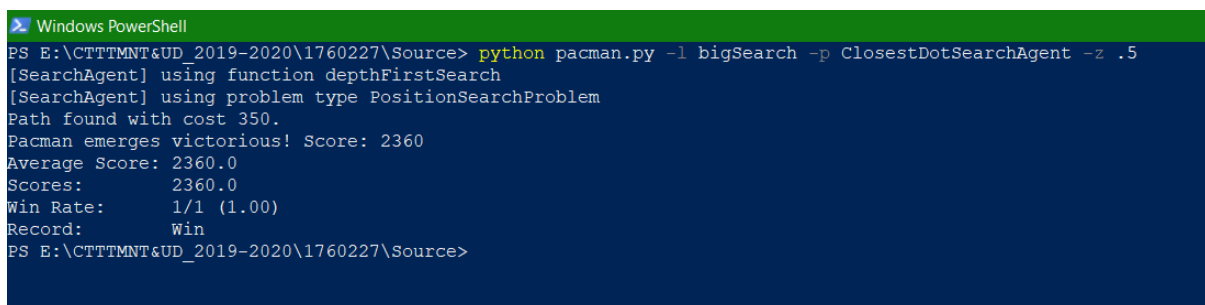 Windows PowerShell
PS E:\CTTTMNT&UD_2019-2020\1760227\Source> python pacman.py -l bigSearch -p ClosestDotSearchAgent -z .5
[SearchAgent] using function depthFirstSearch
[SearchAgent] using problem type PositionSearchProblem
Path found with cost 350.
Pacman emerges victorious! Score: 2360
Average Score: 2360.0
Scores:        2360.0
Win Rate:      1/1 (1.00)
Record:        Win
PS E:\CTTTMNT&UD_2019-2020\1760227\Source>